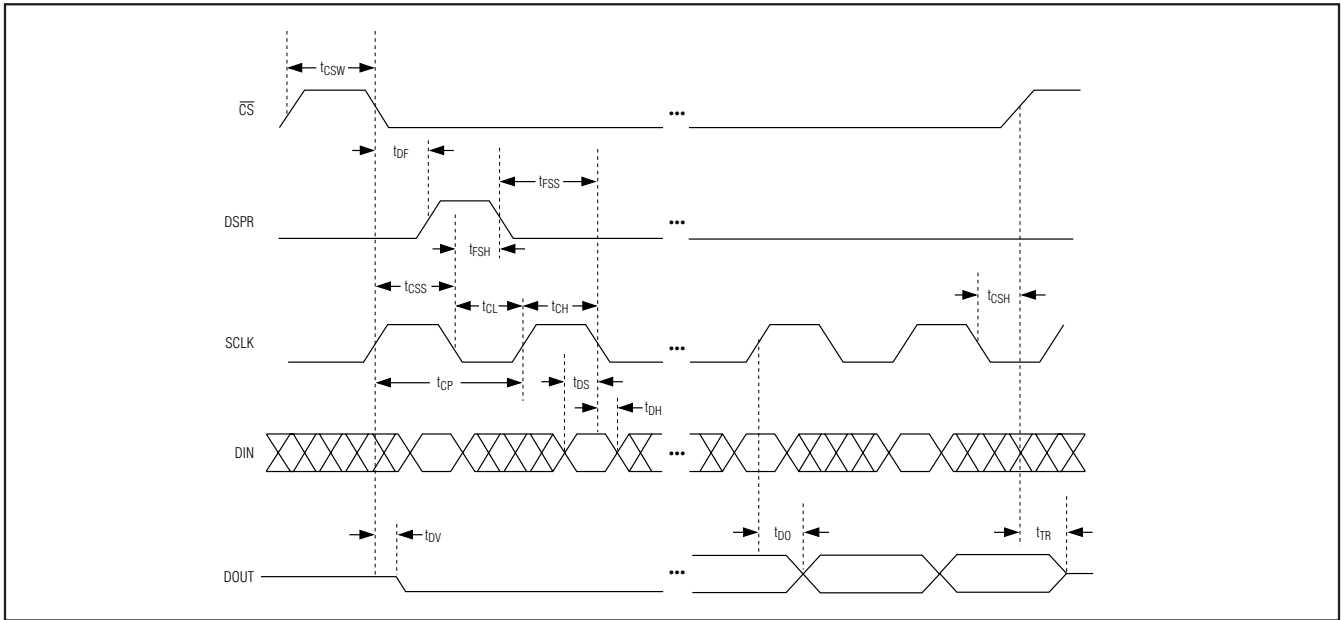 tCSW
CS
•••
tDF
tFSS
DSPR
•••
tFSH
tCSS
tCL
tCH
tCSH
SCLK
•••
tCP
tDS
tDH
DIN
•••
tDV
tDO
tTR
DOUT
•••